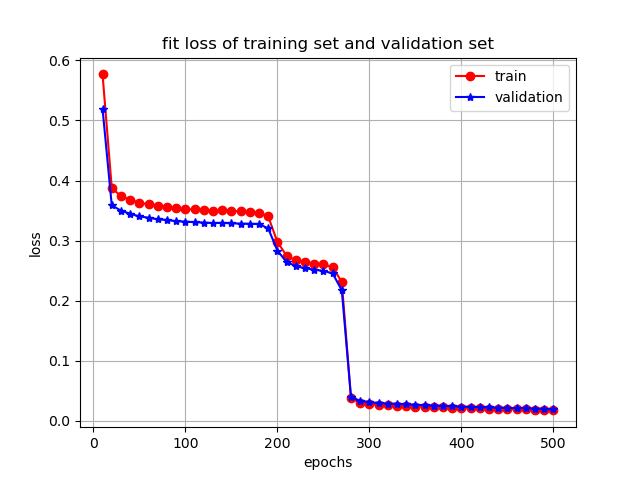 fit loss of training set and validation set
train
validation
0.6
0.5
0.4
0.3
0.2
0.1
0.0
loss
0 100 200 300 400 500
epochs